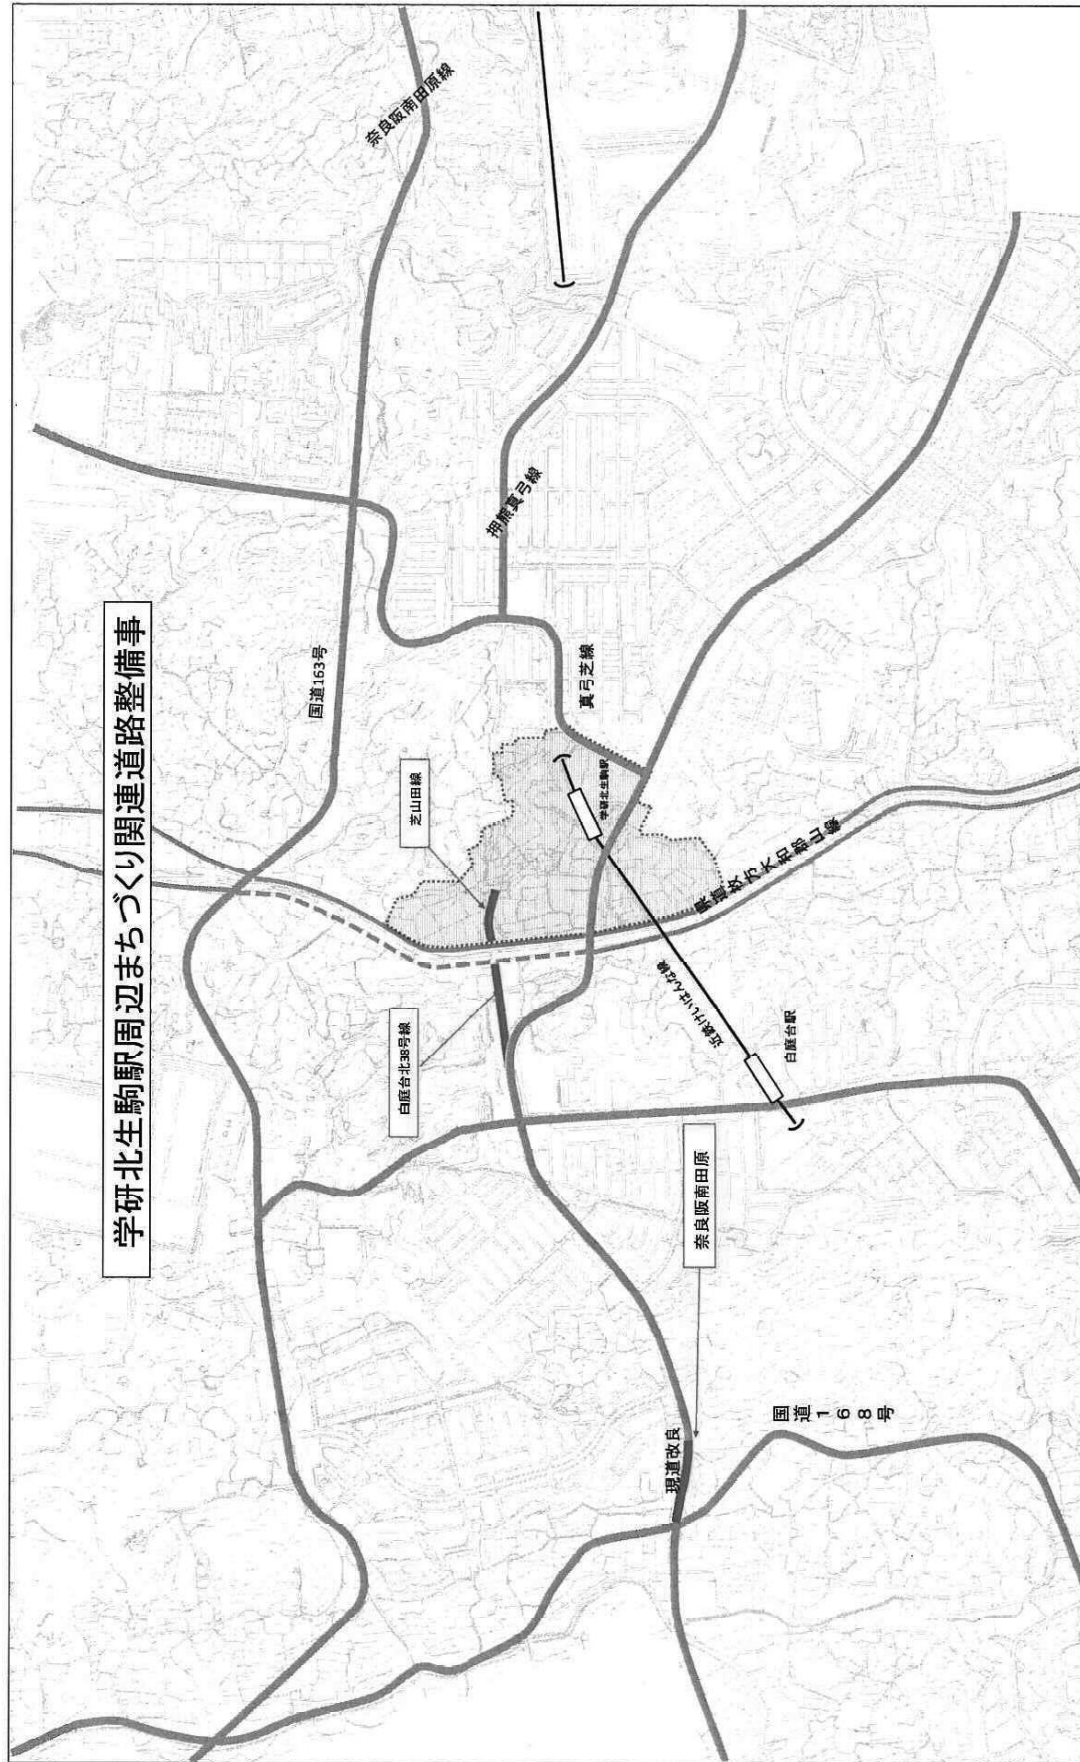 学研北生駒駅周辺まちづくり関連道路整備事
奈良阪南田原線
国道163号
押熊真弓線
真弓芝線
芝山田線
学研北生駒駅
県道枚方大和郡山線
白庭台北38号線
近鉄けいはんな線
白庭台駅
奈良阪南田原
現道改良
国道168号